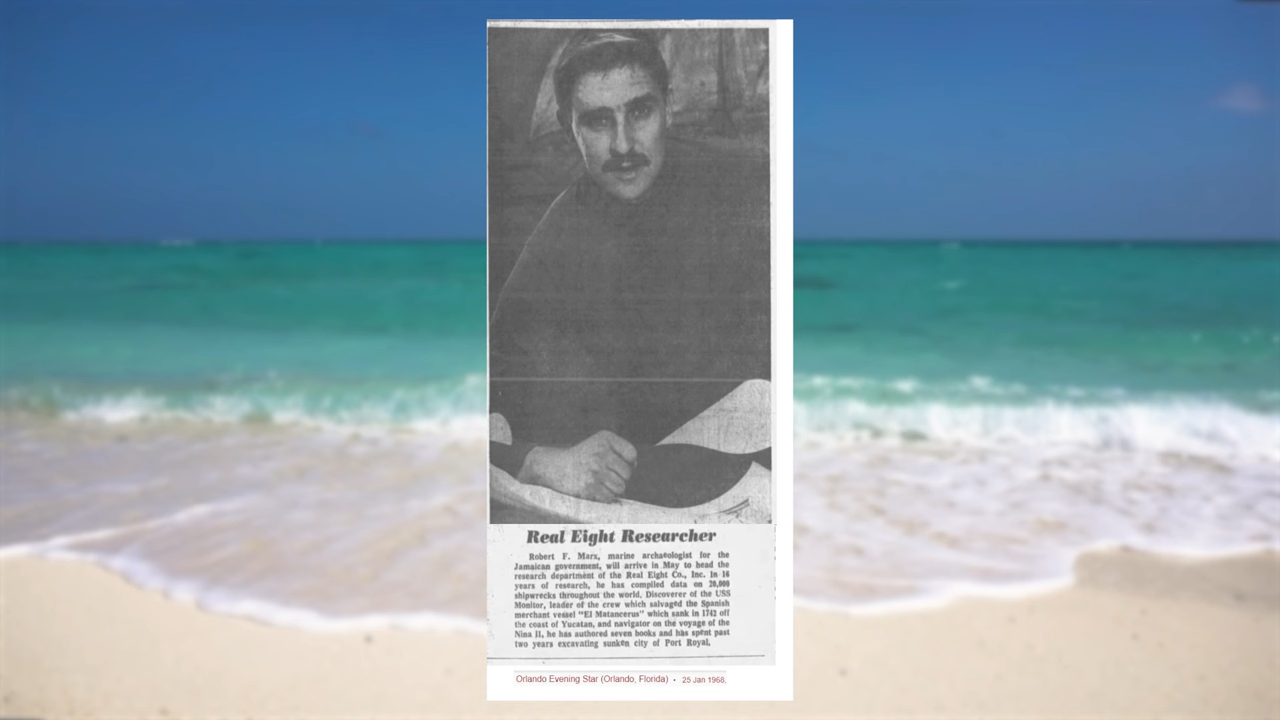 Real Eight Researcher
Robert F. Marx, marine archaeologist for the
Jamaican government, will arrive in May to head the
research department of the Real Eight Co., Inc. In 16
years of research, he has compiled data on 20,000
shipwrecks throughout the world. Discoverer of the USS
Monitor, leader of the crew which salvaged the Spanish
merchant vessel "El Matancerus" which sank in 1742 off
the coast of Yucatan, and navigator on the voyage of the
Nina II, he has authored seven books and has spent past
two years excavating sunken city of Port Royal.
Orlando Evening Star (Orlando, Florida) • 25 Jan 1968,